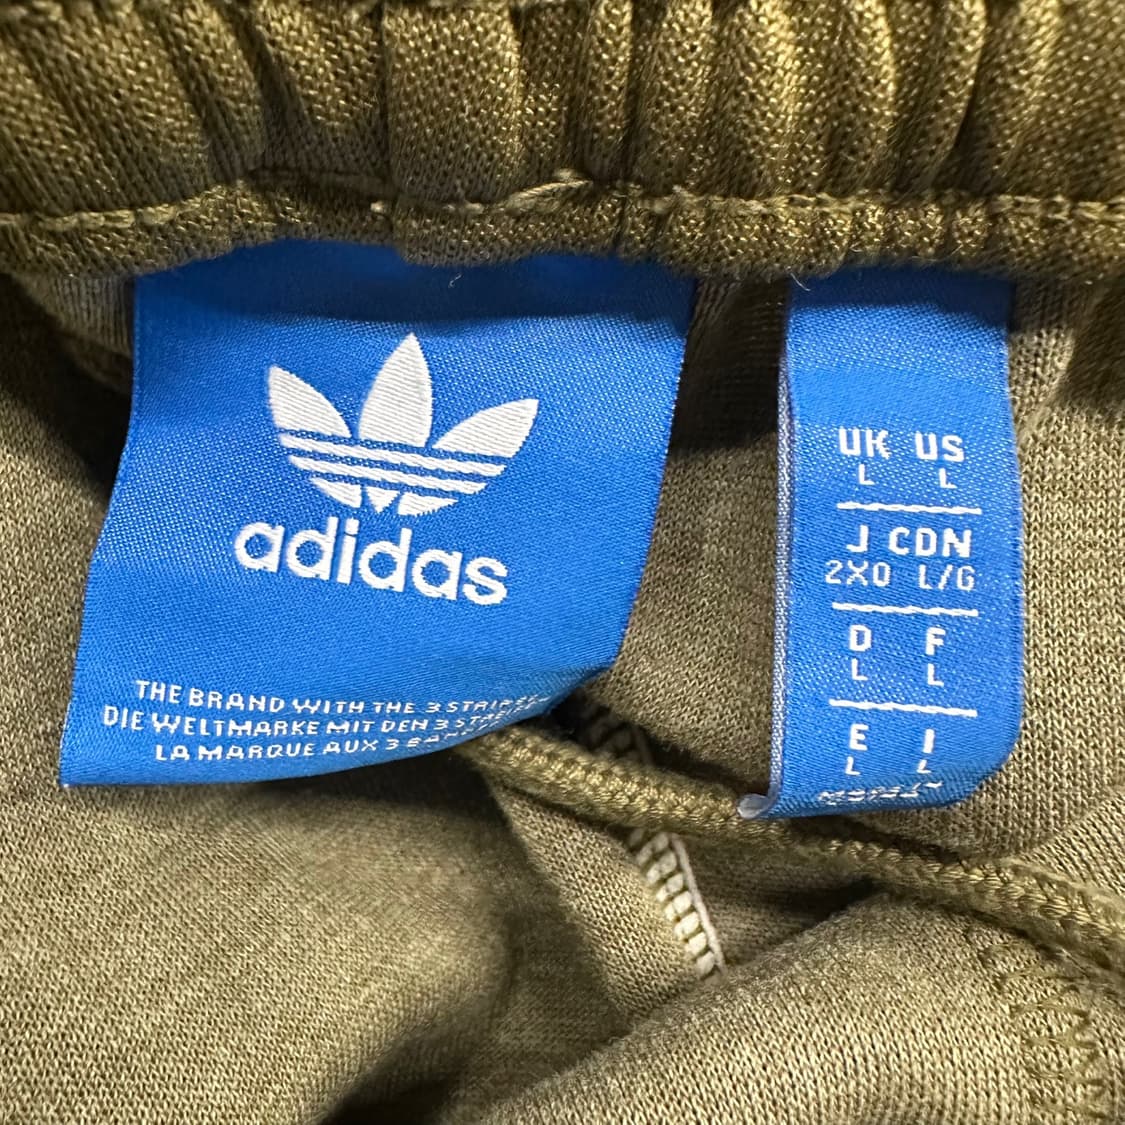 adidas
THE BRAND WITH THE 3
DIE WELTMARKE MIT DEN 3
LA MARQUE AUX 3
UK US
L L
J CDN
2XO L/G
D F
L L
E I
L L